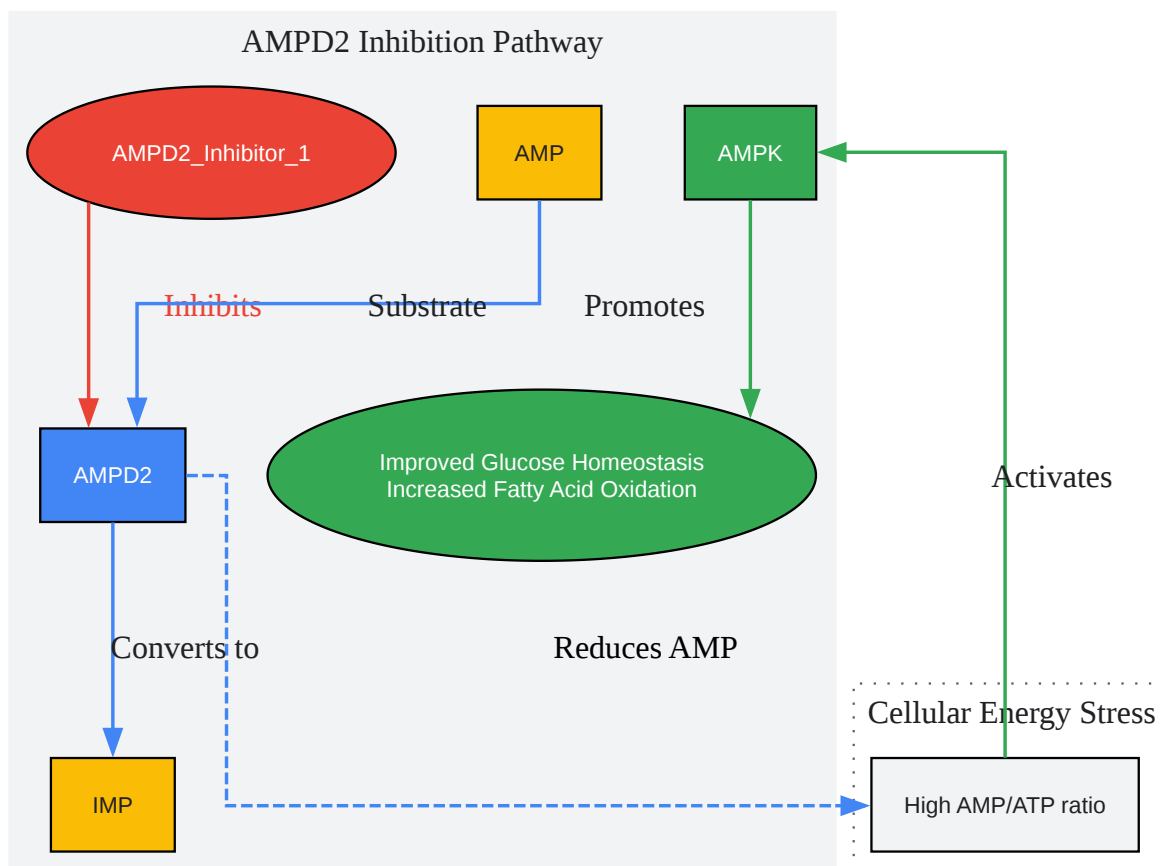 AMPD2 Inhibition Pathway
AMPD2_Inhibitor_1
AMP
AMPK
Inhibits
Substrate
Promotes
AMPD2
Improved Glucose Homeostasis
Increased Fatty Acid Oxidation
Activates
Converts to
Reduces AMP
Cellular Energy Stress
IMP
High AMP/ATP ratio